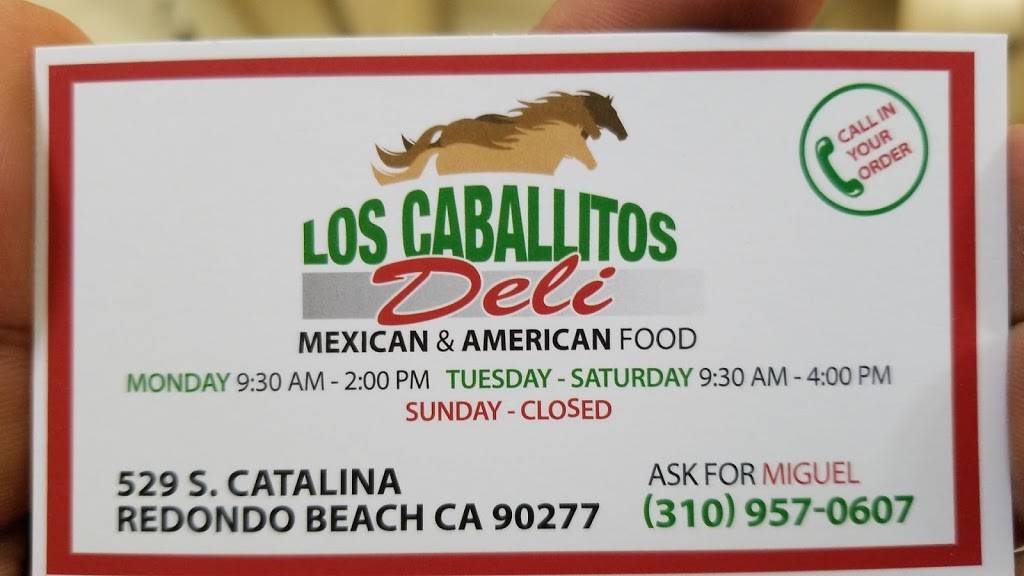 CALL IN
YOUR
ORDER
LOS CABALLITOS
Deli
MEXICAN & AMERICAN FOOD
MONDAY 9:30 AM - 2:00 PM TUESDAY - SATURDAY 9:30 AM - 4:00 PM
SUNDAY - CLOSED
529 S. CATALINA
REDONDO BEACH CA 90277
ASK FOR MIGUEL
(310) 957-0607